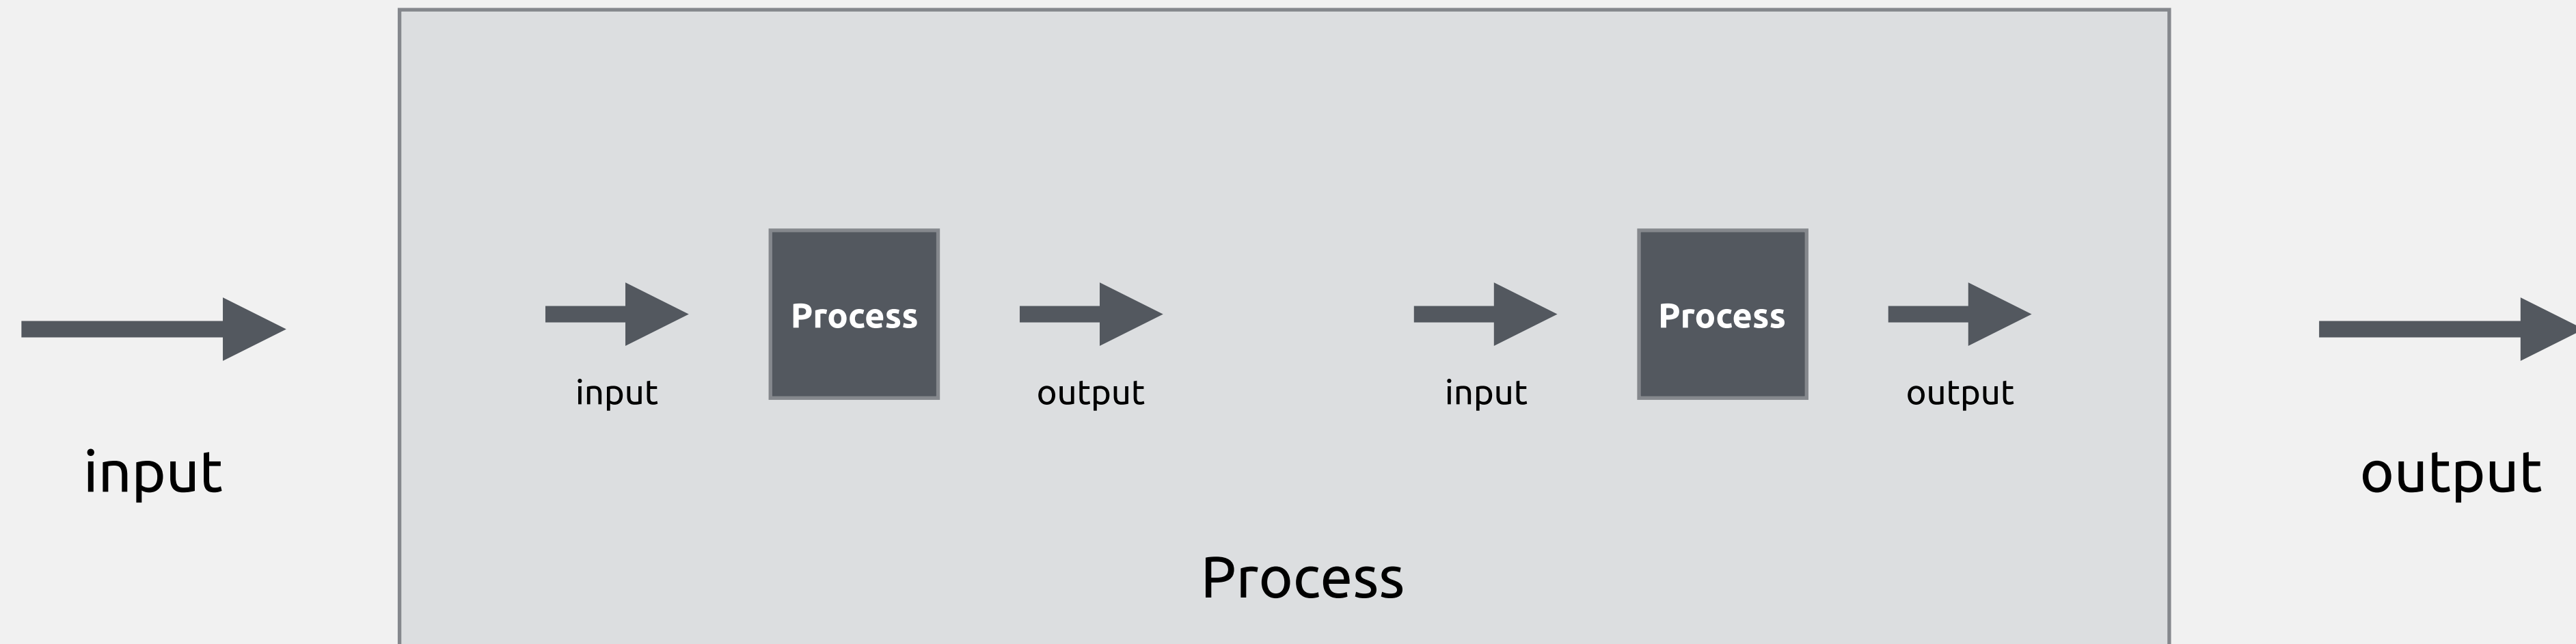 Process
Process
input
output
input
output
input
output
Process